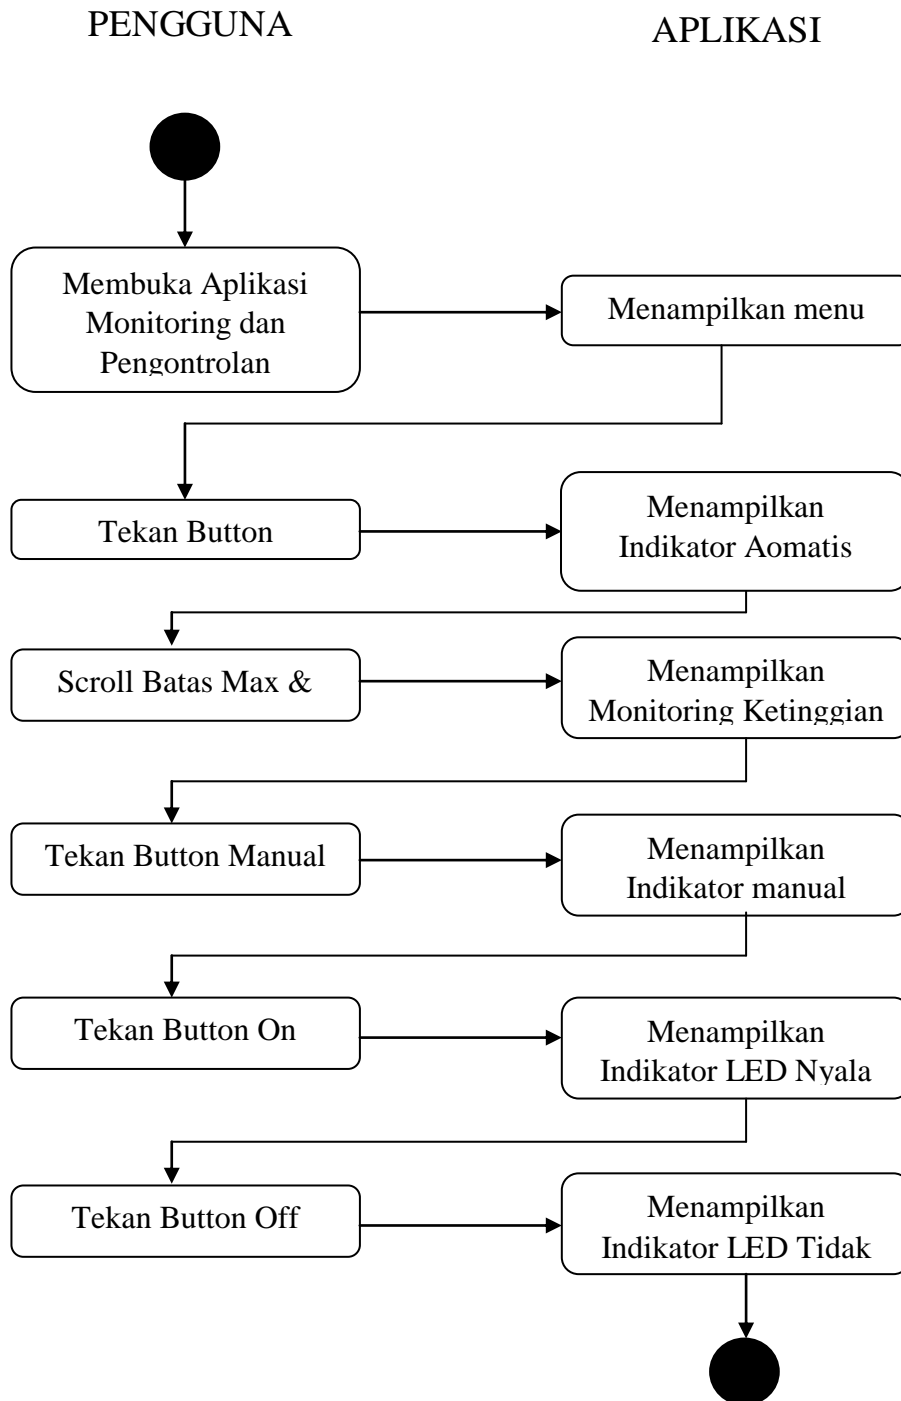 PENGGUNA
APLIKASI
Membuka Aplikasi
Monitoring dan
Pengontrolan
Menampilkan menu
Tekan Button
Menampilkan
Indikator Aomatis
Scroll Batas Max &
Menampilkan
Monitoring Ketinggian
Tekan Button Manual
Menampilkan
Indikator manual
Tekan Button On
Menampilkan
Indikator LED Nyala
Tekan Button Off
Menampilkan
Indikator LED Tidak